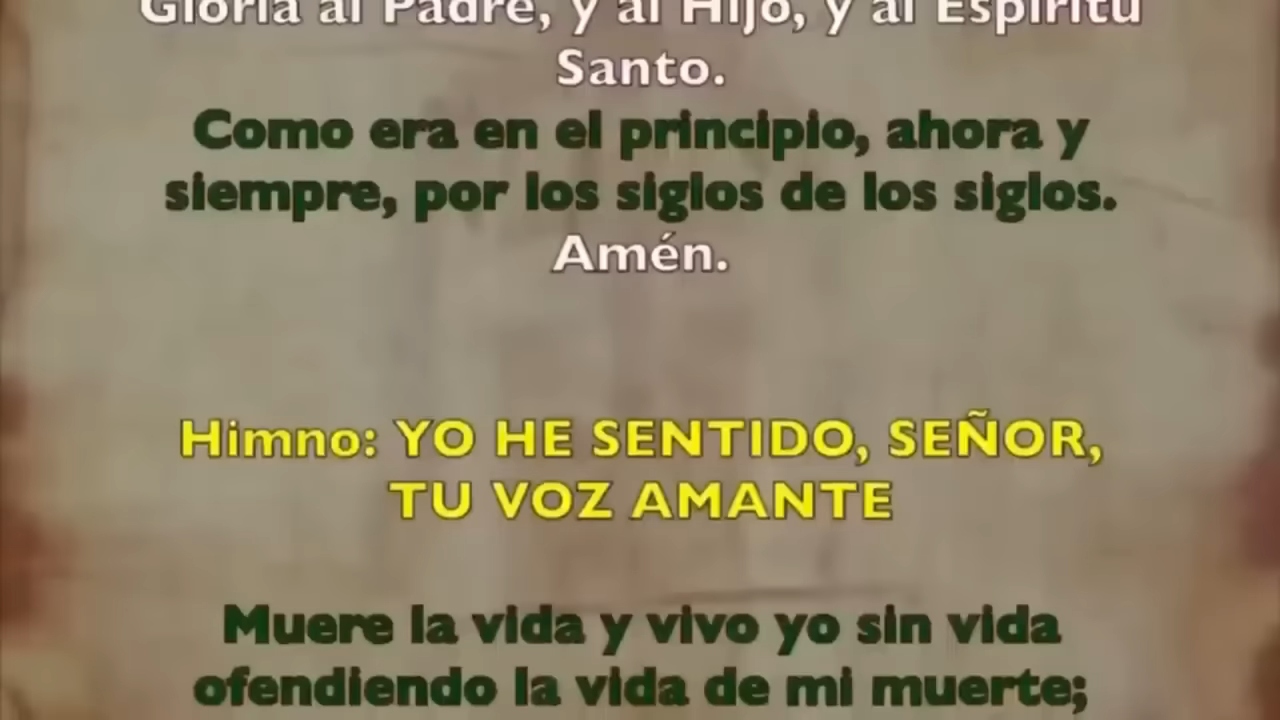 Gloria al Padre, y al Hijo, y al Espíritu
Santo.
Como era en el principio, ahora y
siempre, por los siglos de los siglos.
Amén.
Himno: YO HE SENTIDO, SEÑOR,
TU VOZ AMANTE
Muere la vida y vivo yo sin vida
ofendiendo la vida de mi muerte;